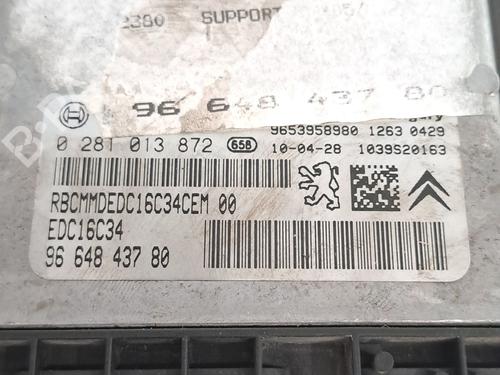 2380 SUPPORT
96 648 437 80
9653958980 1263 0429
0 281 013 872 658 10-04-28 1039S20163
RBCMMDEDC16C34CEM 00
EDC16C34
96 648 437 80